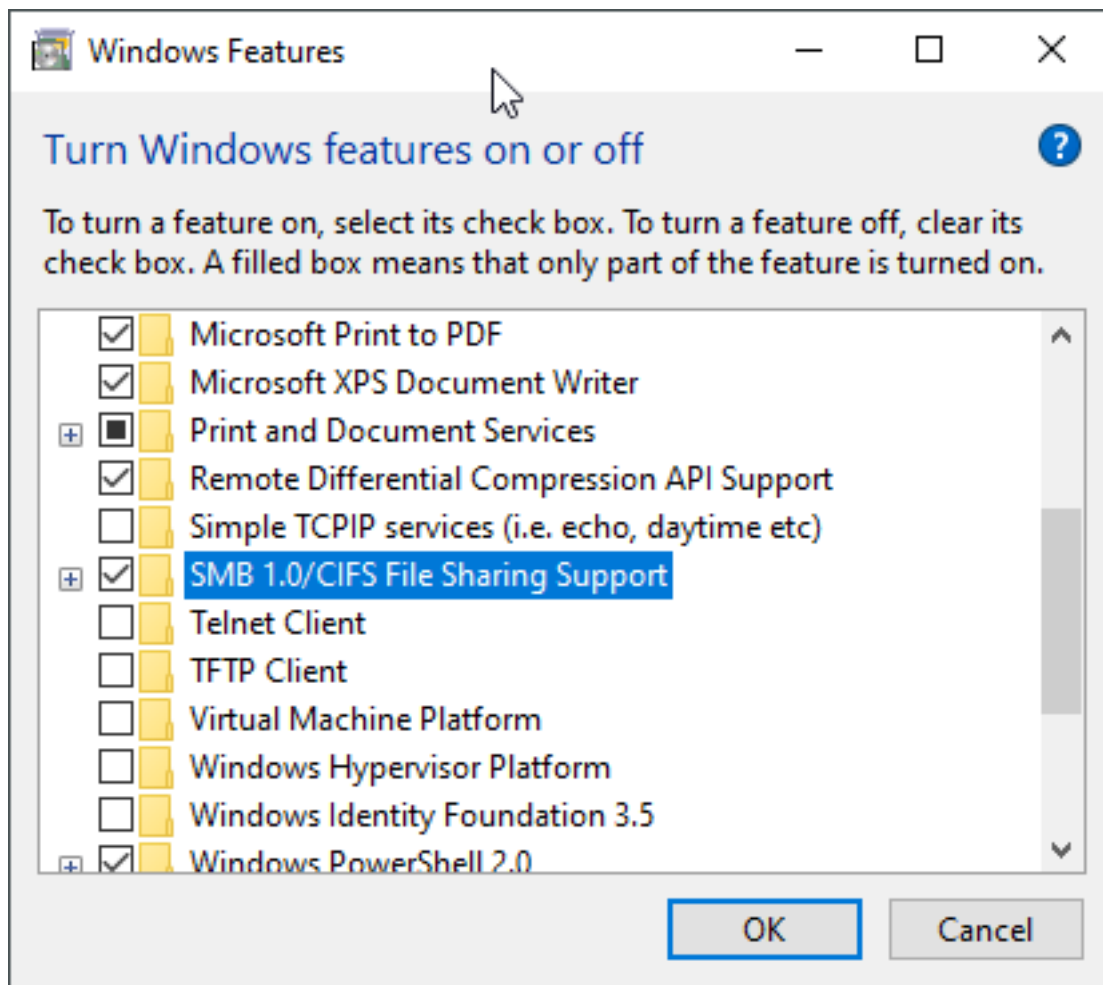 Windows Features
Turn Windows features on or off
?
To turn a feature on, select its check box. To turn a feature off, clear its
check box. A filled box means that only part of the feature is turned on.
Microsoft Print to PDF
Microsoft XPS Document Writer
Print and Document Services
Remote Differential Compression API Support
Simple TCPIP services (i.e. echo, daytime etc)
SMB 1.0/CIFS File Sharing Support
Telnet Client
TFTP Client
Virtual Machine Platform
Windows Hypervisor Platform
Windows Identity Foundation 3.5
Windows PowerShell 2.0
OK Cancel